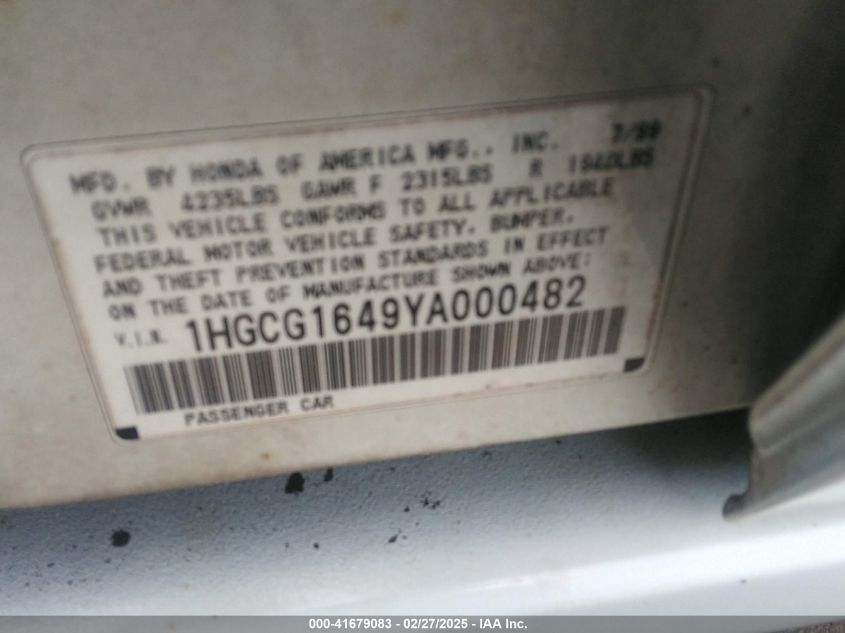 MFD. BY HONDA OF AMERICA MFG., INC. 7/99
GVWR 4235LBS GAWR F 2315LBS R 1940LBS
THIS VEHICLE CONFORMS TO ALL APPLICABLE
FEDERAL MOTOR VEHICLE SAFETY, BUMPER,
AND THEFT PREVENTION STANDARDS IN EFFECT
ON THE DATE OF MANUFACTURE SHOWN ABOVE:
V.I.N. 1HGCG1649YA000482
PASSENGER CAR
000-41679083 - 02/27/2025 - IAA Inc.